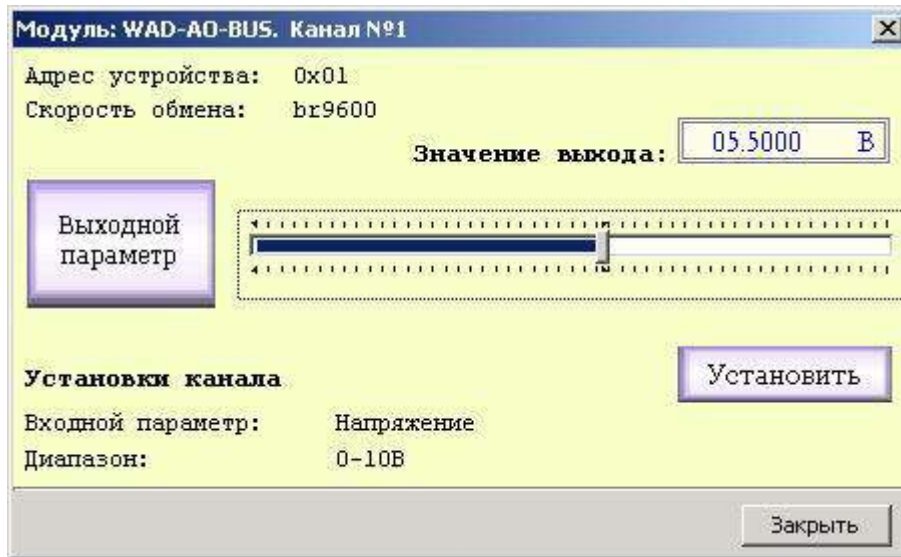 Модуль: WAD-AO-BUS. Канал №1
Адрес устройства: 0x01
Скорость обмена: br9600
Значение выхода: 05.5000 В
Выходной
параметр
Установить
Установки канала
Входной параметр: Напряжение
Диапазон: 0-10В
Закрыть